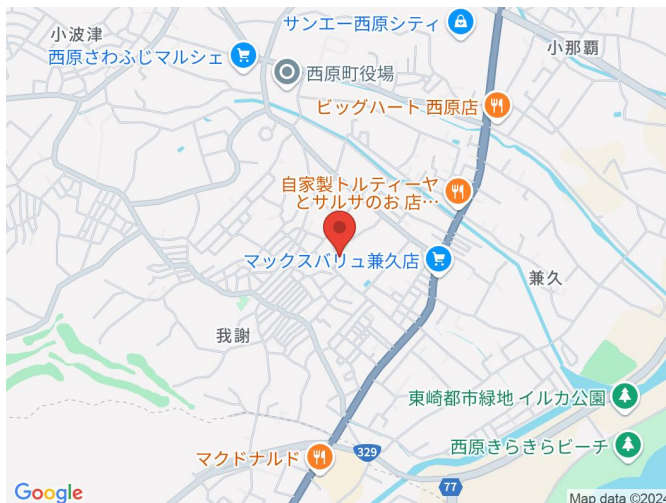 サンエー西原シティ
小波津
小那覇
西原さわふじマルシェ
西原町役場
ビッグハート 西原店
自家製トルティーヤ
とサルサのお 店…
マックスバリュ兼久店
兼久
我謝
東崎都市緑地 イルカ公園
西原きらきらビーチ
マクドナルド
329
77
Google
Map data ©2024